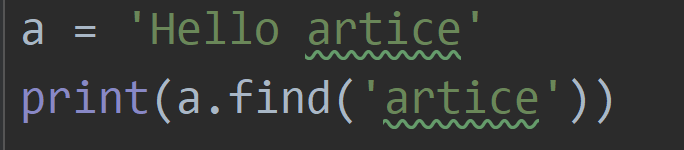 a = 'Hello artice'
print(a.find('artice'))